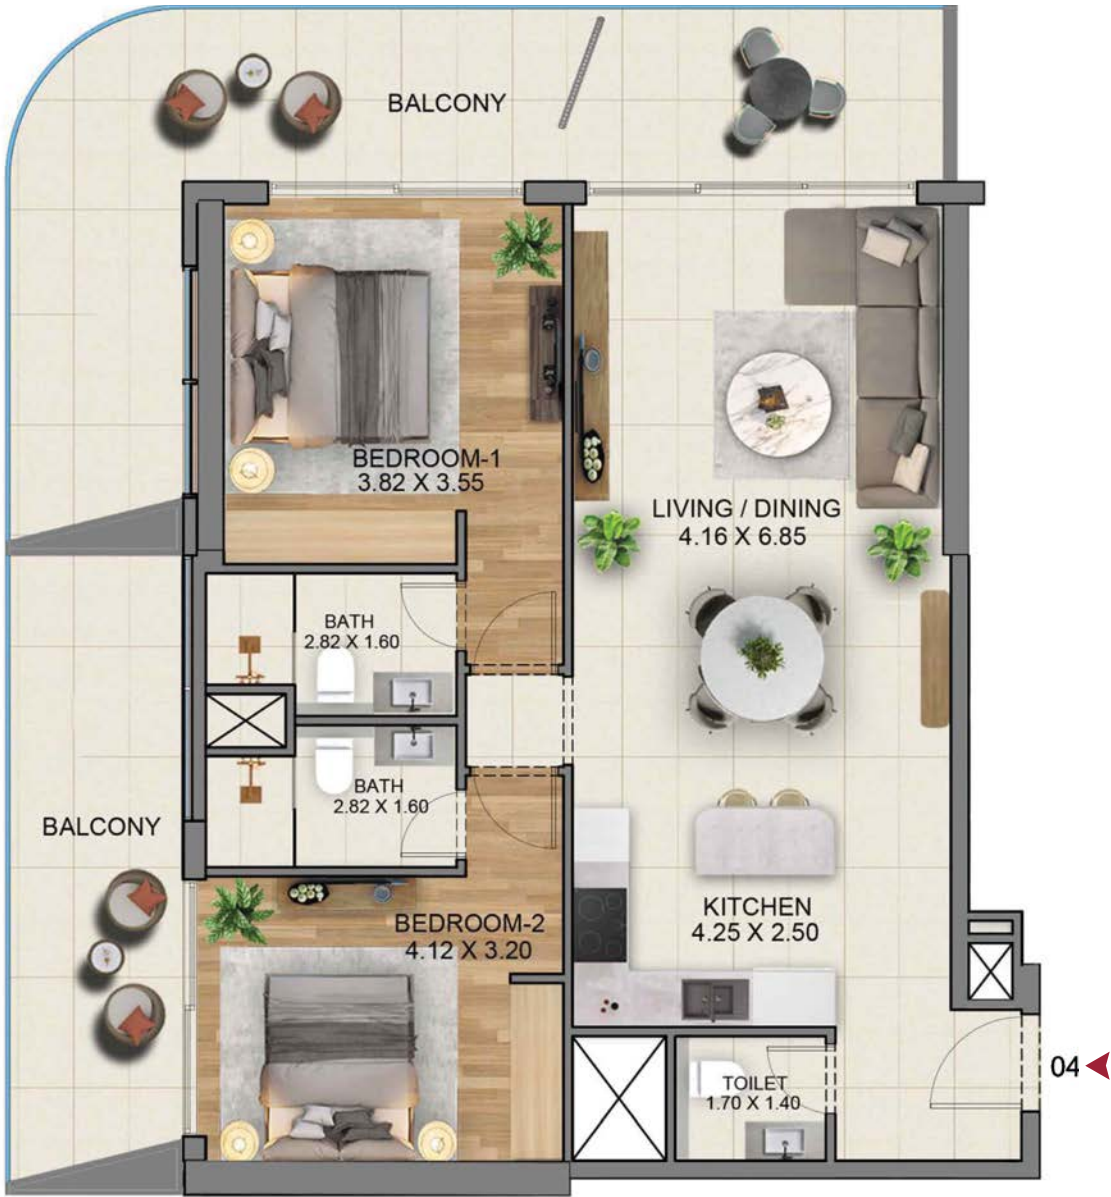 BALCONY
BEDROOM-1
3.82 X 3.55
LIVING / DINING
4.16 X 6.85
BATH
2.82 X 1.60
BATH
2.82 X 1.60
BALCONY
BEDROOM-2
4.12 X 3.20
KITCHEN
4.25 X 2.50
04
TOILET
1.70 X 1.40